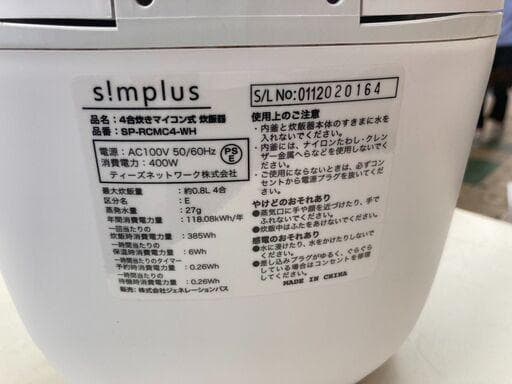 s!mplus
品名：4合炊きマイコン式 炊飯器
品番：SP-RCMC4-WH
電源：AC100V 50/60Hz
消費電力：400W
PS
E
ティーズネットワーク株式会社
最大炊飯量 ：約0.8L 4合
区分名 ：E
蒸発水量 ：27g
年間消費電力量 ：118.08kWh/年
一回当たりの
炊飯時消費電力量 ：385Wh
一時間当たりの
保温時消費電力量 ：6Wh
一時間当たりのタイマー
予約時消費電力量 ：0.26Wh
一時間当たりの
待機時消費電力量 ：0.26Wh
販売：株式会社ジェネレーションパス
S/L No:0112020164
使用上のご注意
・内釜と炊飯器本体のすきまに水を
入れないでください。
・内釜には、ナイロンたわし・クレン
ザー金属へらなどを使用しないでく
ださい。
・ご使用にならないときは、必ずコン
セントから電源プラグを抜いてくだ
さい。
やけどのおそれあり
●蒸気口に手や顔を近づけたり、手で
ふれないでください。
●炊飯中はふたをあけないでください。
感電のおそれあり
●水に浸けたり、水をかけたりしない
でください。
●差し込みプラグがゆるみ、ぐらぐら
している場合はコンセントを修理
してください。
MADE IN CHINA